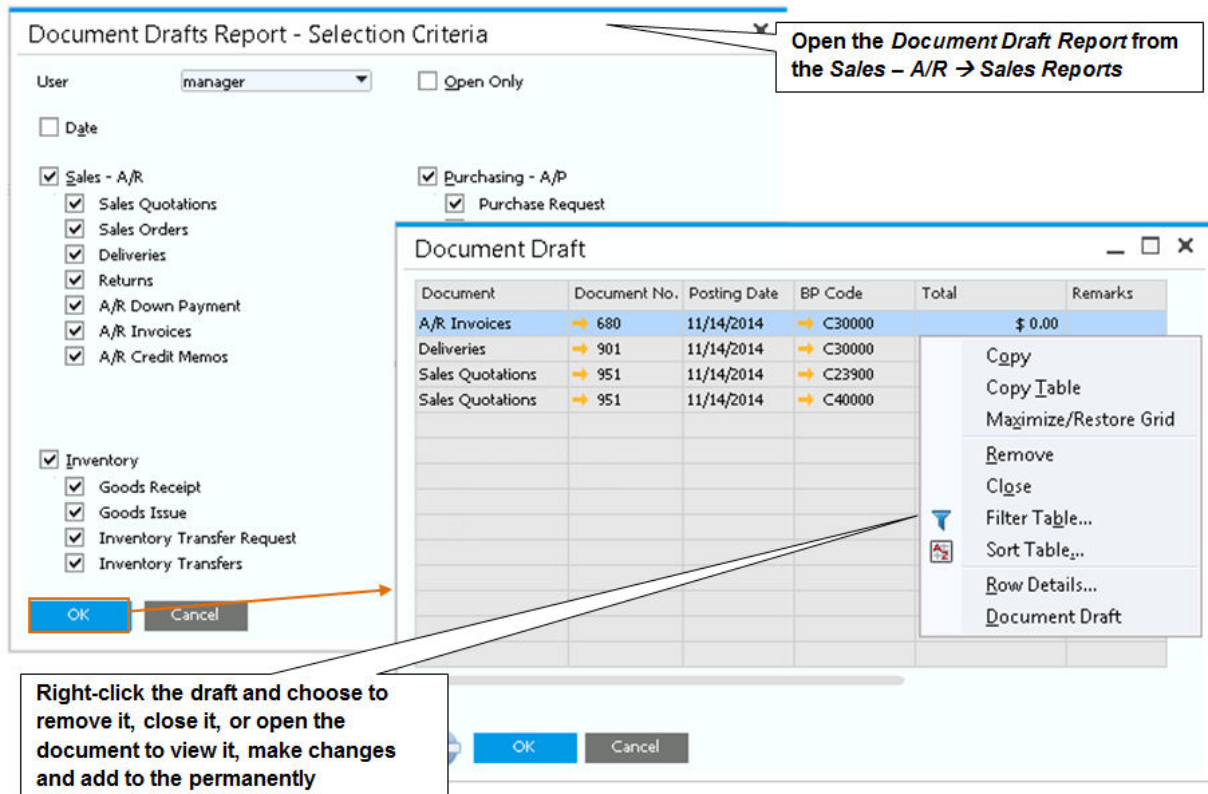 Document Drafts Report - Selection Criteria
Open the Document Draft Report from
the Sales – A/R → Sales Reports
User manager Open Only
Date
Sales - A/R
Sales Quotations
Sales Orders
Deliveries
Returns
A/R Down Payment
A/R Invoices
A/R Credit Memos
Purchasing - A/P
Purchase Request
Inventory
Goods Receipt
Goods Issue
Inventory Transfer Request
Inventory Transfers
OK Cancel
Document Draft
Document Document No. Posting Date BP Code Total Remarks
A/R Invoices 680 11/14/2014 C30000 $ 0.00
Deliveries 901 11/14/2014 C30000
Sales Quotations 951 11/14/2014 C23900
Sales Quotations 951 11/14/2014 C40000
Copy
Copy Table
Maximize/Restore Grid
Remove
Close
Filter Table...
Sort Table...
Row Details...
Document Draft
OK Cancel
Right-click the draft and choose to
remove it, close it, or open the
document to view it, make changes
and add to the permanently